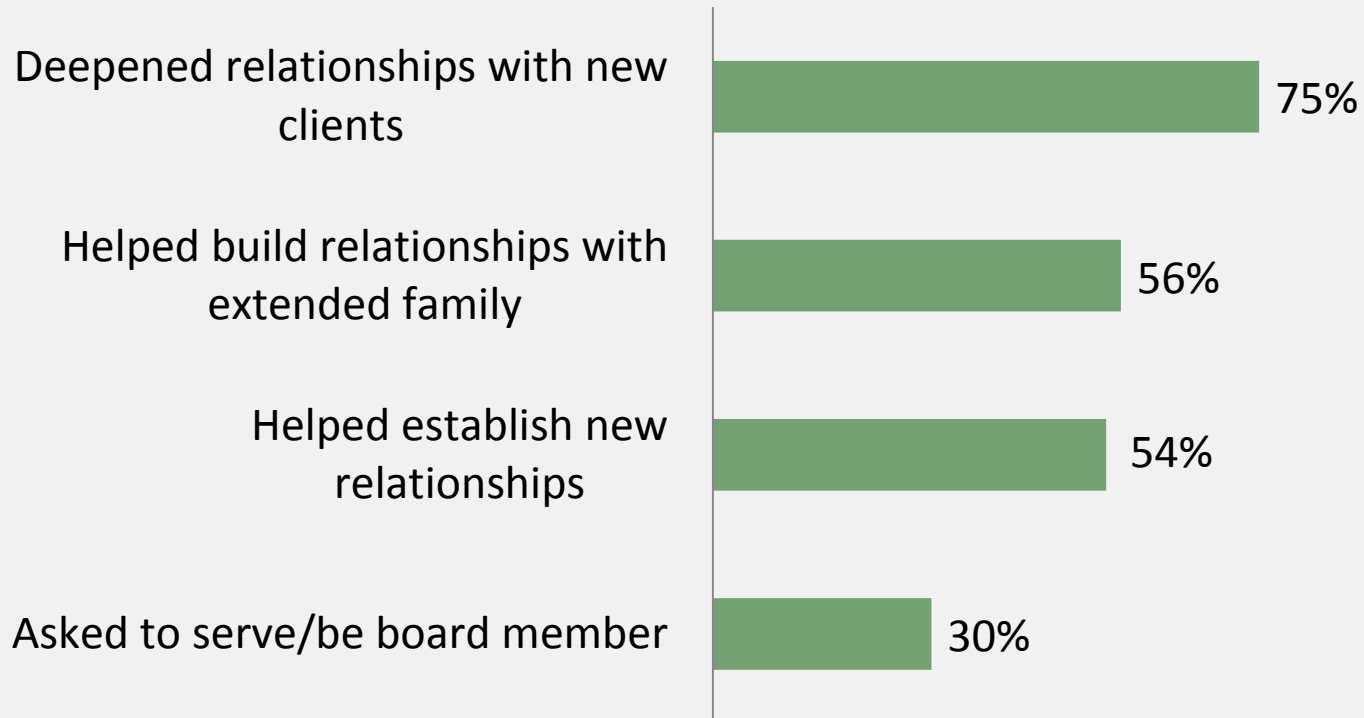 Deepened relationships with new
clients
75%
Helped build relationships with
extended family
56%
Helped establish new
relationships
54%
Asked to serve/be board member
30%